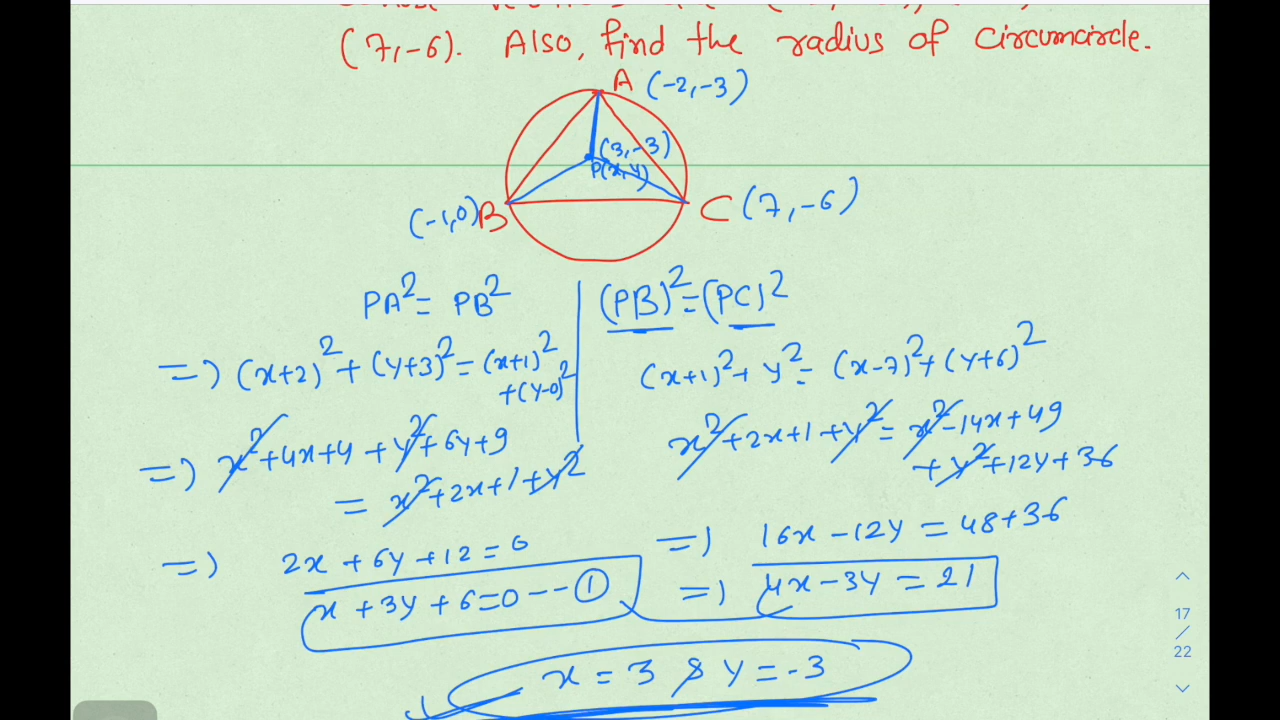 (7,-6). Also, find the radius of circumcircle.
A (-2,-3)
(3,-3)
P(x,y)
(-1,0) B
C (7,-6)
PA² = PB²
(PB)² = (PC)²
=> (x+2)² + (y+3)² = (x+1)²
+(y-0)²
(x+1)² + y² = (x-7)² + (y+6)²
=> x² + 4x + 4 + y² + 6y + 9
= x² + 2x + 1 + y²
x² + 2x + 1 + y² = x² - 14x + 49
+ y² + 12y + 36
=> 2x + 6y + 12 = 0
=> 16x - 12y = 48 + 36
x + 3y + 6 = 0 -- ①
=> 4x - 3y = 21
x = 3 & y = -3
17
/
22